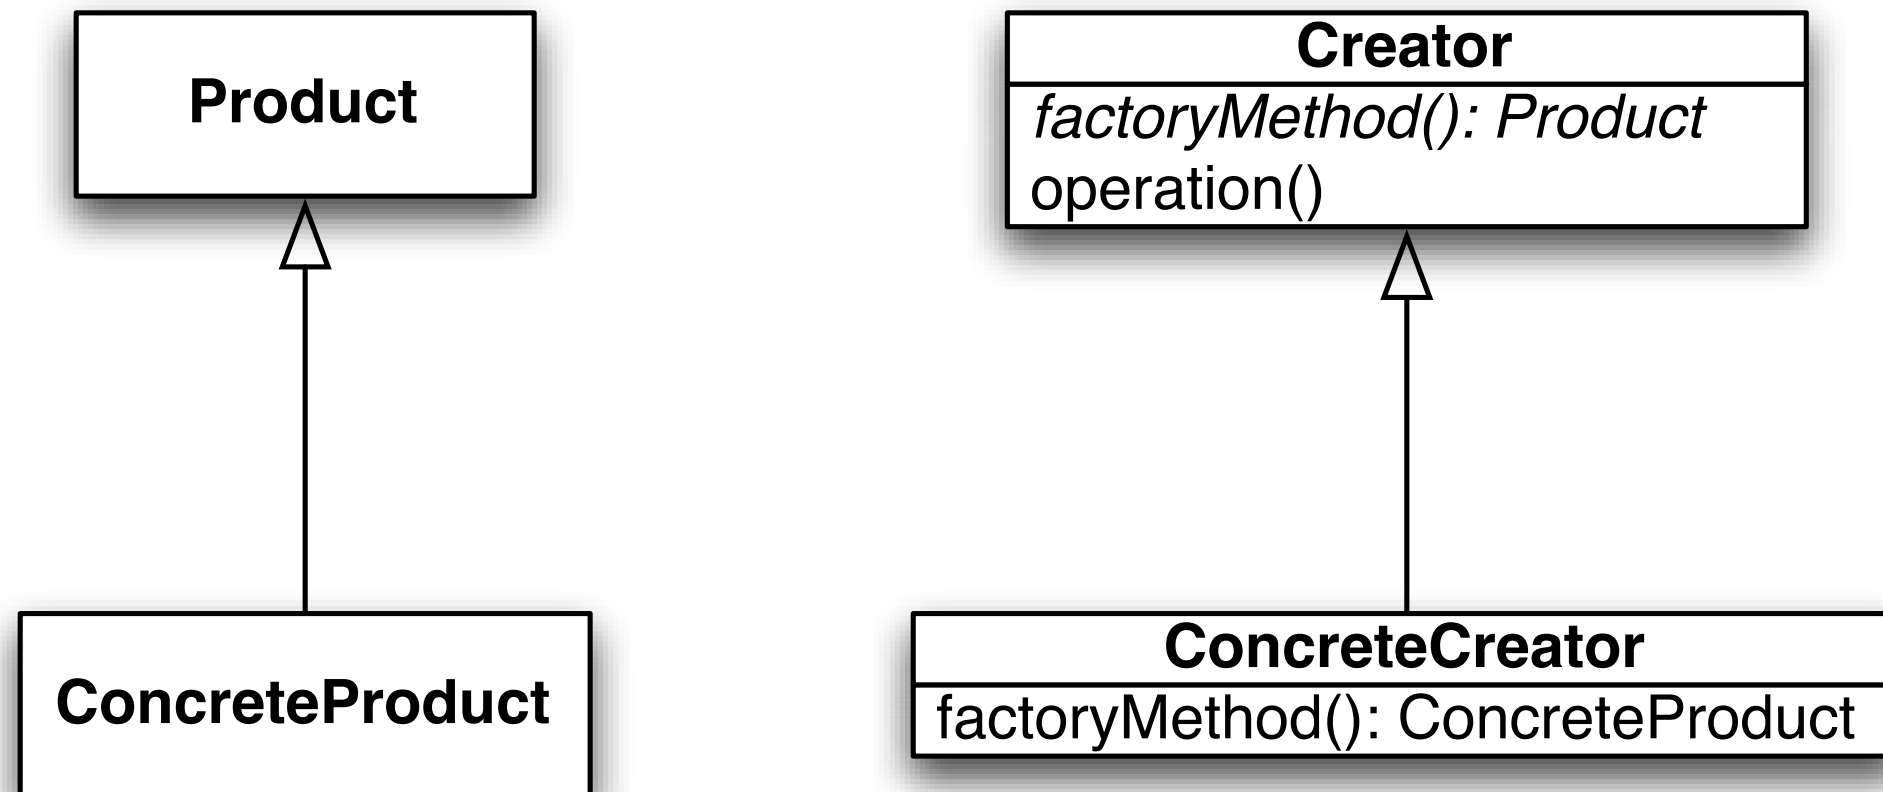 Product
Creator
factoryMethod(): Product
operation()
ConcreteProduct
ConcreteCreator
factoryMethod(): ConcreteProduct